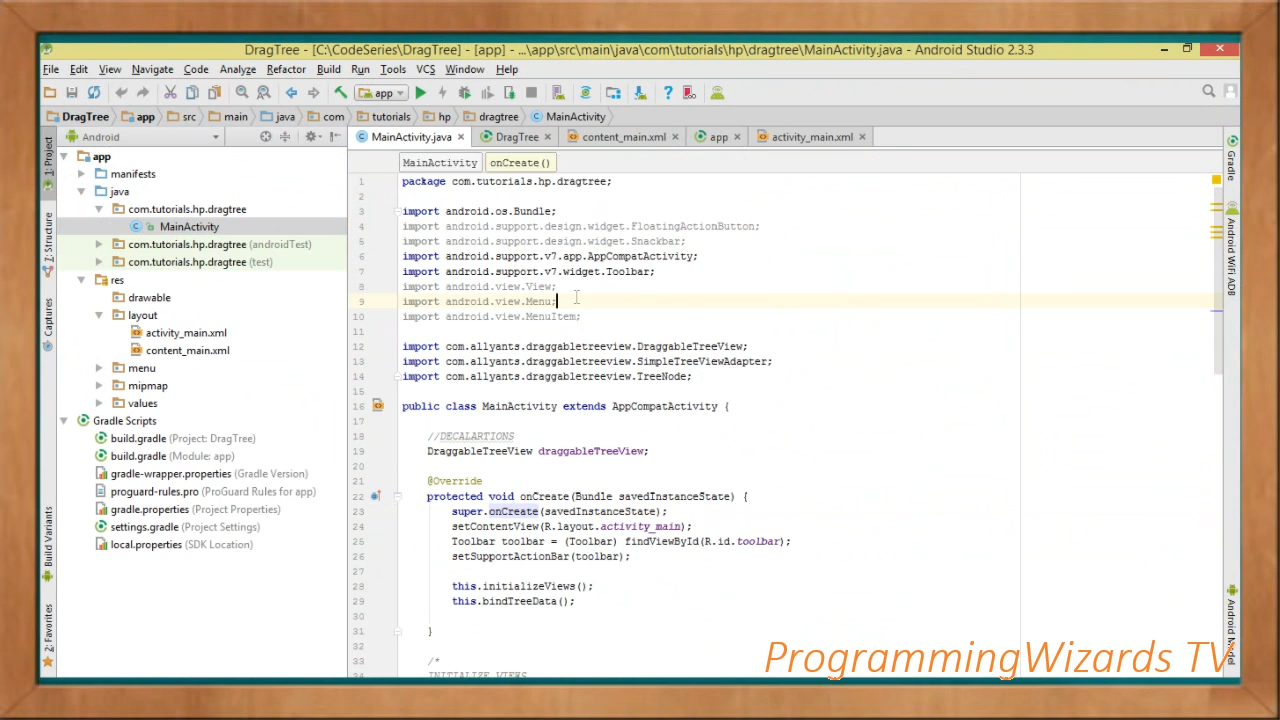 DragTree - [C:\CodeSeries\DragTree] - [app] - ...\app\src\main\java\com\tutorials\hp\dragtree\MainActivity.java - Android Studio 2.3.3
File Edit View Navigate Code Analyze Refactor Build Run Tools VCS Window Help
app
DragTree app src main java com tutorials hp dragtree MainActivity
Android
MainActivity.java DragTree content_main.xml app activity_main.xml
1: Project
Z: Structure
Captures
Build Variants
2: Favorites
app
manifests
java
com.tutorials.hp.dragtree
MainActivity
com.tutorials.hp.dragtree (androidTest)
com.tutorials.hp.dragtree (test)
res
drawable
layout
activity_main.xml
content_main.xml
menu
mipmap
values
Gradle Scripts
build.gradle (Project: DragTree)
build.gradle (Module: app)
gradle-wrapper.properties (Gradle Version)
proguard-rules.pro (ProGuard Rules for app)
gradle.properties (Project Properties)
settings.gradle (Project Settings)
local.properties (SDK Location)
MainActivity onCreate()
1 package com.tutorials.hp.dragtree;
2
3 import android.os.Bundle;
4 import android.support.design.widget.FloatingActionButton;
5 import android.support.design.widget.Snackbar;
6 import android.support.v7.app.AppCompatActivity;
7 import android.support.v7.widget.Toolbar;
8 import android.view.View;
9 import android.view.Menu;
10 import android.view.MenuItem;
11
12 import com.allyants.draggabletreeview.DraggableTreeView;
13 import com.allyants.draggabletreeview.SimpleTreeViewAdapter;
14 import com.allyants.draggabletreeview.TreeNode;
15
16 public class MainActivity extends AppCompatActivity {
17
18 //DECALARTIONS
19 DraggableTreeView draggableTreeView;
20
21 @Override
22 protected void onCreate(Bundle savedInstanceState) {
23 super.onCreate(savedInstanceState);
24 setContentView(R.layout.activity_main);
25 Toolbar toolbar = (Toolbar) findViewById(R.id.toolbar);
26 setSupportActionBar(toolbar);
27
28 this.initializeViews();
29 this.bindTreeData();
30
31 }
32
33 /*
34 INITIALIZE VIEWS
Gradle
Android WiFi ADB
Android Model
ProgrammingWizards TV